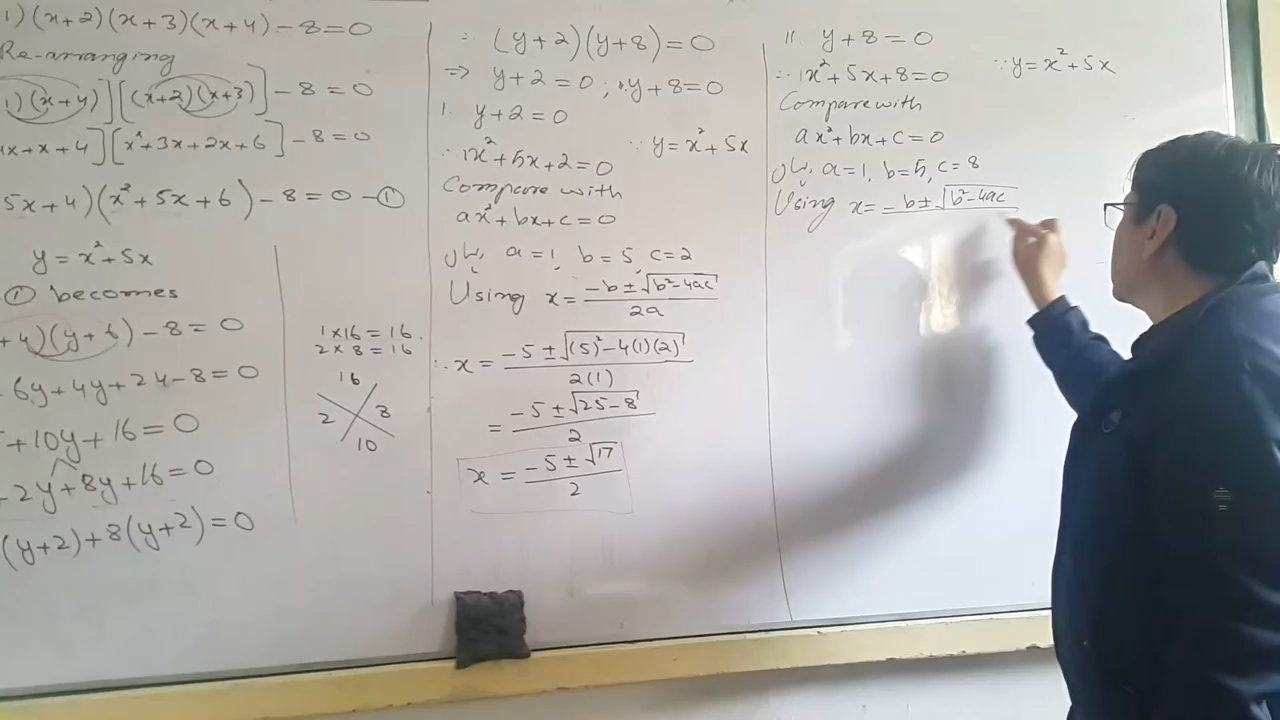 1)(x+2)(x+3)(x+4)-8=0
Re-arranging
1)(x+4)][(x+2)(x+3)]-8=0
4x+x+4][x²+3x+2x+6]-8=0
5x+4)(x²+5x+6)-8=0-①
y=x²+5x
① becomes
+4)(y+6)-8=0
6y+4y+24-8=0
+10y+16=0
2y+8y+16=0
(y+2)+8(y+2)=0
1×16=16.
2×8=16
16
2 8
10
∴ (y+2)(y+8)=0
⇒ y+2=0; y+8=0
1. y+2=0
∴ 1x²+5x+2=0 ∵ y=x²+5x
Compare with
ax²+bx+c=0
a=1, b=5, c=2
Using x=(-b±√(b²-4ac))/2a
∴ x=(-5±√((5)²-4(1)(2)))/2(1)
=(-5±√(25-8))/2
x=(-5±√17)/2
11. y+8=0
∴ 1x²+5x+8=0 ∵ y=x²+5x
Compare with
ax²+bx+c=0
a=1, b=5, c=8
Using x=-b±√(b²-4ac)